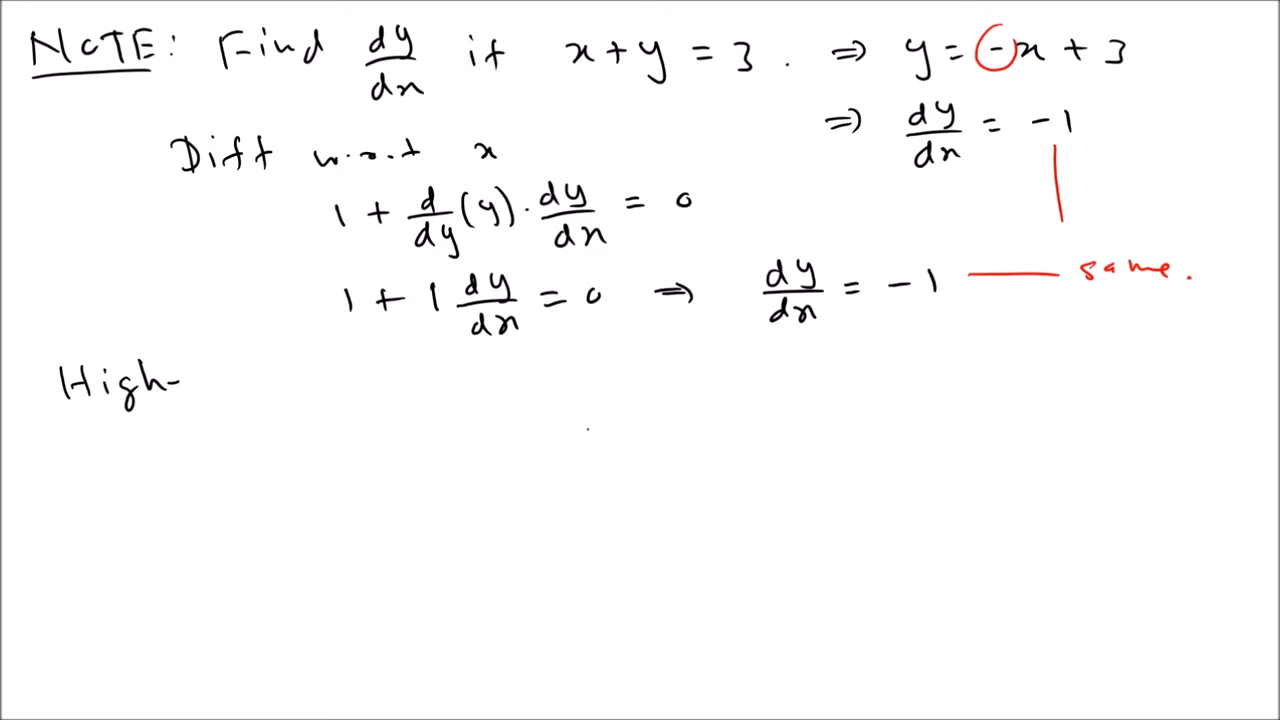 NOTE: Find dy/dx if x + y = 3. ⇒ y = -x + 3
⇒ dy/dx = -1
Diff w.r.t x
1 + d/dy (y) · dy/dx = 0
1 + 1 dy/dx = 0 ⇒ dy/dx = -1 — same.
High-